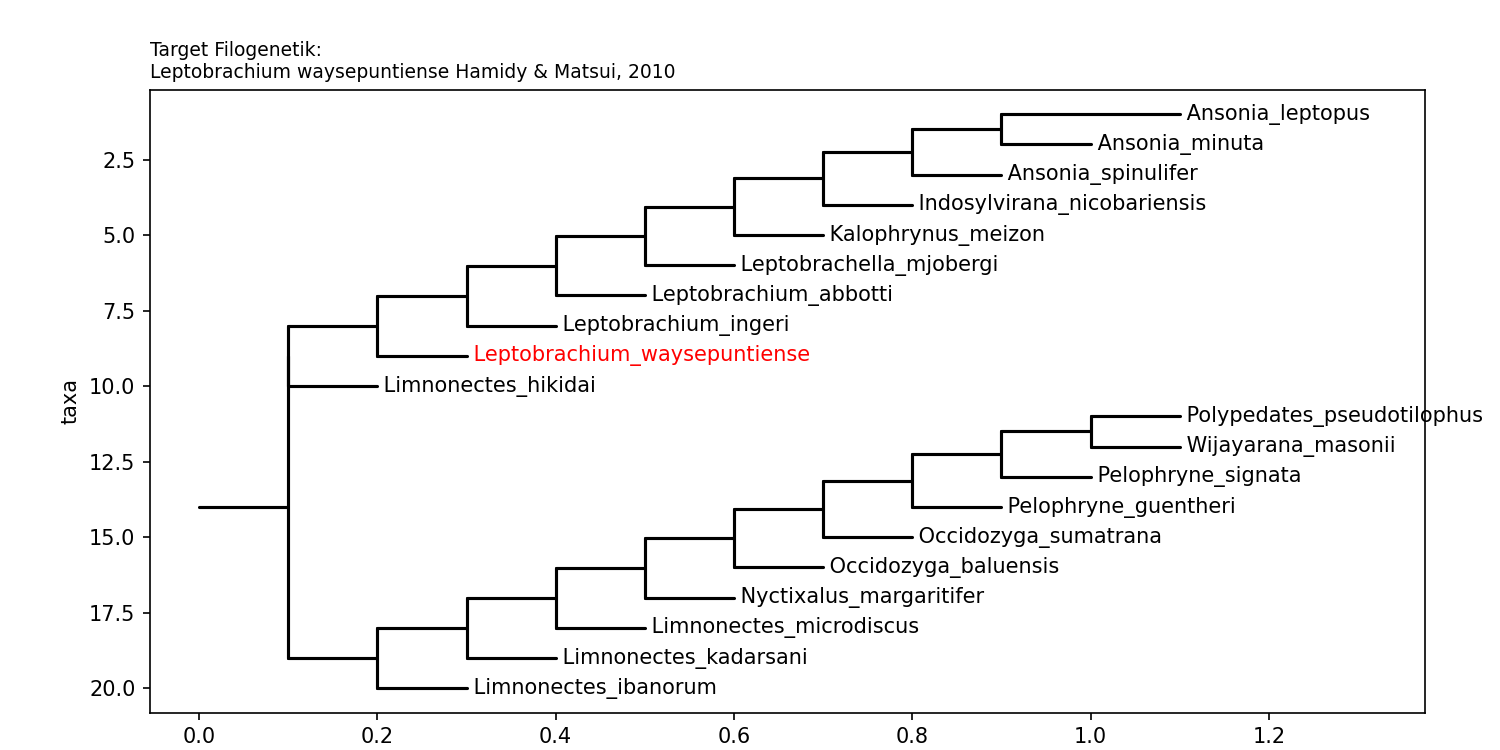 Target Filogenetik:
Leptobrachium waysepuntiense Hamidy & Matsui, 2010
Ansonia_leptopus
Ansonia_minuta
2.5
Ansonia_spinulifer
Indosylvirana_nicobariensis
5.0
Kalophrynus_meizon
Leptobrachella_mjobergi
Leptobrachium_abbotti
7.5
Leptobrachium_ingeri
Leptobrachium_waysepuntiense
10.0
Limnonectes_hikidai
taxa
Polypedates_pseudotilophus
Wijayarana_masonii
12.5
Pelophryne_signata
Pelophryne_guentheri
15.0
Occidozyga_sumatrana
Occidozyga_baluensis
Nyctixalus_margaritifer
17.5
Limnonectes_microdiscus
Limnonectes_kadarsani
20.0
Limnonectes_ibanorum
0.0 0.2 0.4 0.6 0.8 1.0 1.2